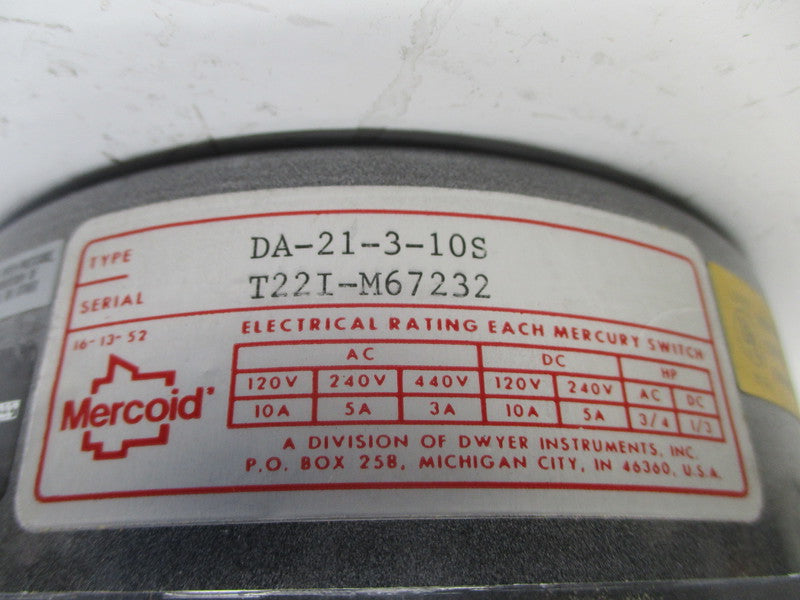 TYPE DA-21-3-10S
SERIAL T22I-M67232
16-13-52
ELECTRICAL RATING EACH MERCURY SWITCH
AC DC HP
120V 240V 440V 120V 240V AC DC
10A 5A 3A 10A 5A 3/4 1/3
Mercoid
A DIVISION OF DWYER INSTRUMENTS, INC.
P.O. BOX 258, MICHIGAN CITY, IN 46360, U.S.A.